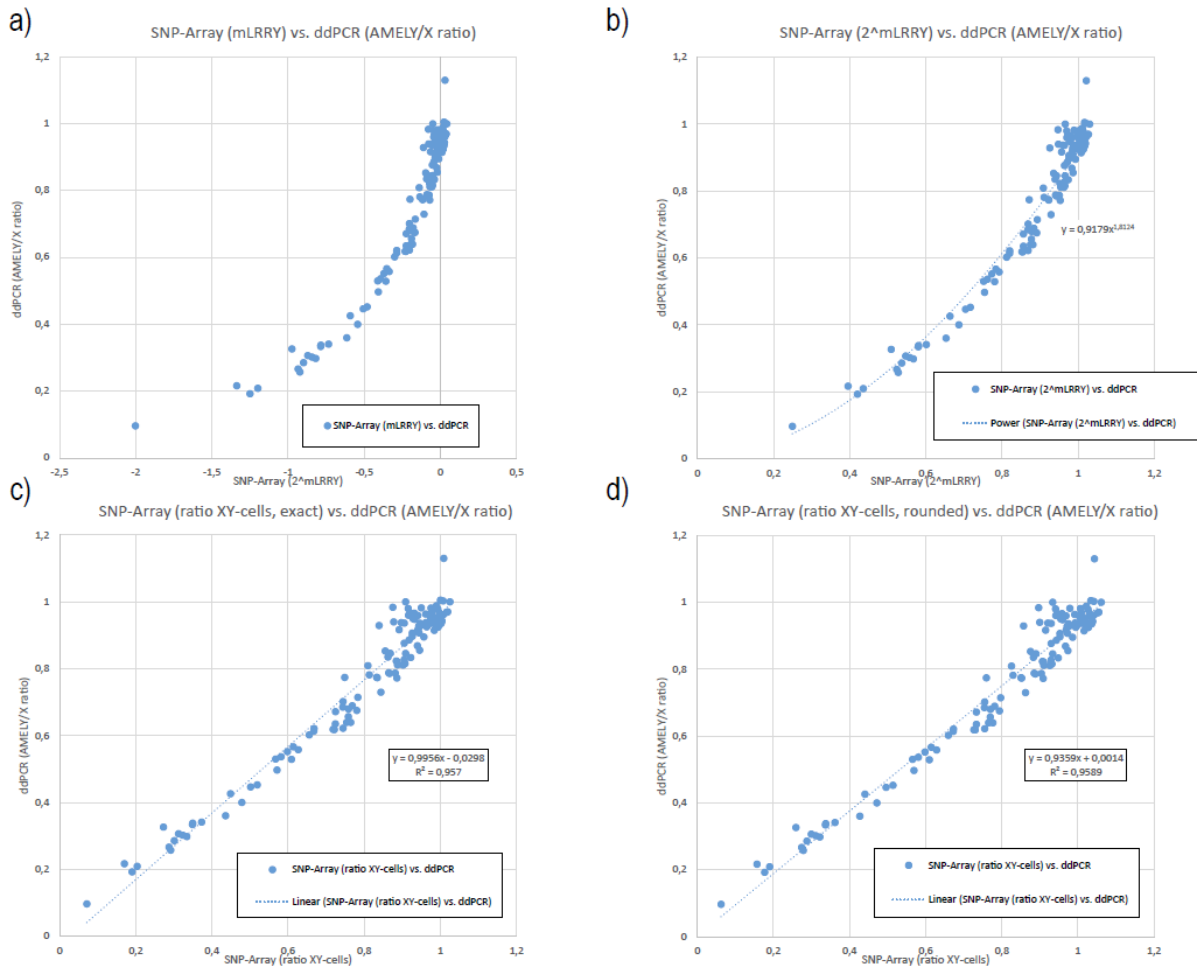 a)
SNP-Array (mLRRY) vs. ddPCR (AMELY/X ratio)
1,2
1
0,8
0,6
0,4
0,2
0
ddPCR (AMELY/X ratio)
-2,5
-2
-1,5
-1
-0,5
0
0,5
SNP-Array (2^mLRRY)
SNP-Array (mLRRY) vs. ddPCR
b)
SNP-Array (2^mLRRY) vs. ddPCR (AMELY/X ratio)
1,2
1
0,8
0,6
0,4
0,2
0
ddPCR (AMELY/X ratio)
y = 0,9179x^1,8124
0
0,2
0,4
0,6
0,8
1
1,2
SNP-Array (2^mLRRY)
SNP-Array (2^mLRRY) vs. ddPCR
Power (SNP-Array (2^mLRRY) vs. ddPCR)
c)
SNP-Array (ratio XY-cells, exact) vs. ddPCR (AMELY/X ratio)
1,2
1
0,8
0,6
0,4
0,2
0
ddPCR (AMELY/X ratio)
y = 0,9956x - 0,0298
R² = 0,957
0
0,2
0,4
0,6
0,8
1
1,2
SNP-Array (ratio XY-cells)
SNP-Array (ratio XY-cells) vs. ddPCR
Linear (SNP-Array (ratio XY-cells) vs. ddPCR)
d)
SNP-Array (ratio XY-cells, rounded) vs. ddPCR (AMELY/X ratio)
1,2
1
0,8
0,6
0,4
0,2
0
ddPCR (AMELY/X ratio)
y = 0,9359x + 0,0014
R² = 0,9589
0
0,2
0,4
0,6
0,8
1
1,2
SNP-Array (ratio XY-cells)
SNP-Array (ratio XY-cells) vs. ddPCR
Linear (SNP-Array (ratio XY-cells) vs. ddPCR)